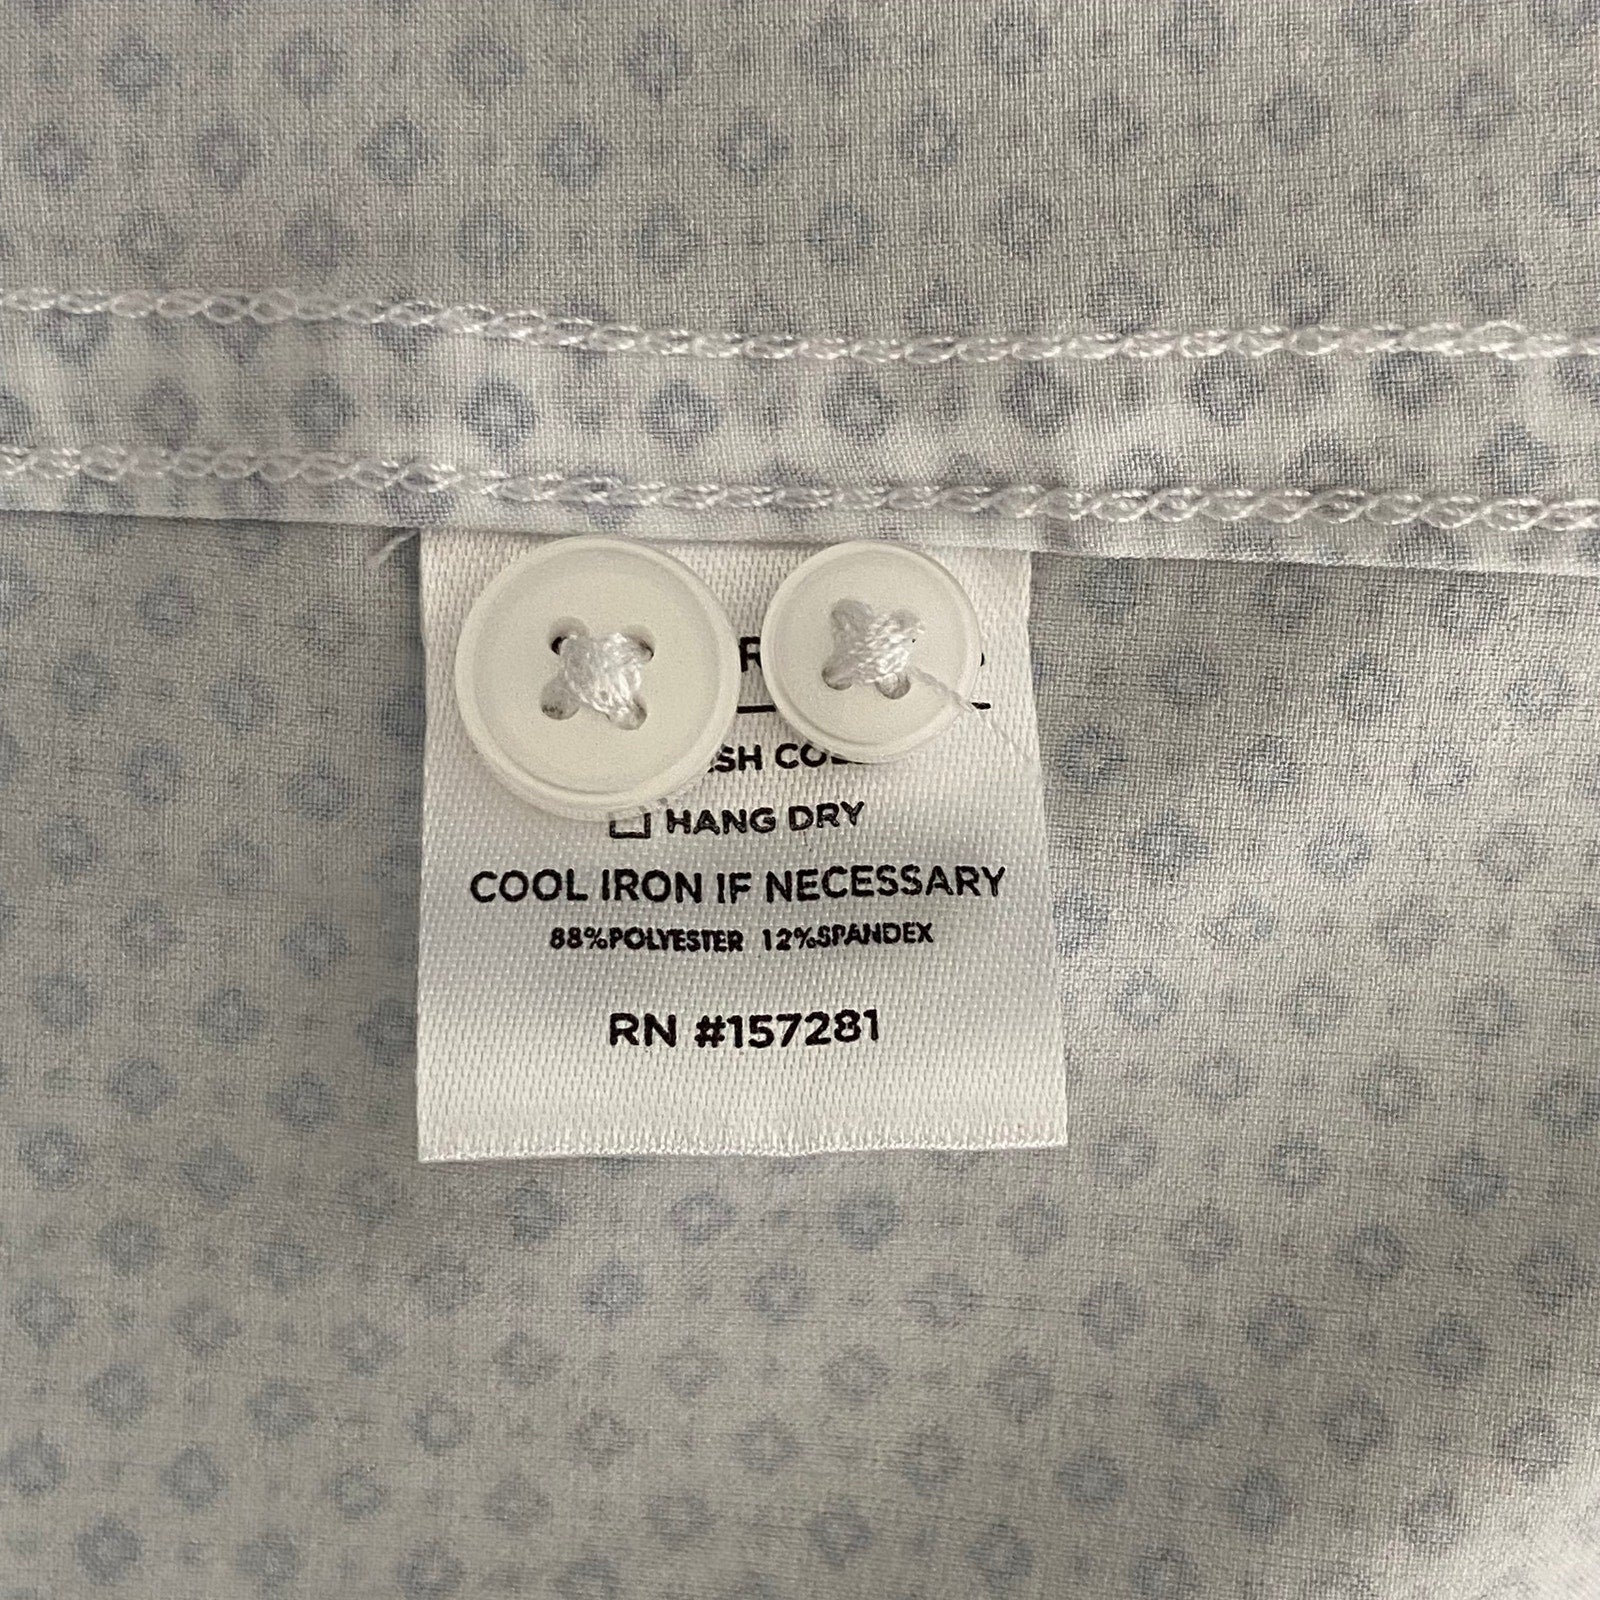 HANG DRY
COOL IRON IF NECESSARY
88%POLYESTER 12%SPANDEX
RN #157281